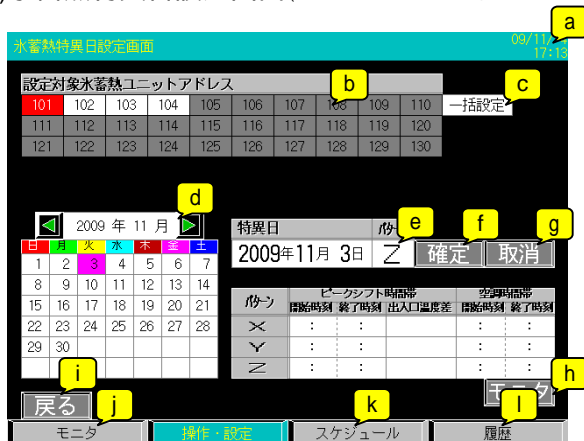 a
氷蓄熱特異日設定画面
09/11/
17:13
設定対象氷蓄熱ユニットアドレス
b
c
101 102 103 104 105 106 107 108 109 110 一括設定
111 112 113 114 115 116 117 118 119 120
121 122 123 124 125 126 127 128 129 130
d
2009 年 11 月
特異日
e
f
g
日 月 火 水 木 金 土
2009年11月 3日 Z 確定 取消
1 2 3 4 5 6 7
8 9 10 11 12 13 14
15 16 17 18 19 20 21
22 23 24 25 26 27 28
29 30
パターン ピークシフト時間帯 空調時間帯
開始時刻 終了時刻 出入口温度差 開始時刻 終了時刻
X : : : :
Y : : : :
Z : : : :
h
i
モニタ
戻る
j
k
l
モニタ 操作・設定 スケジュール 履歴